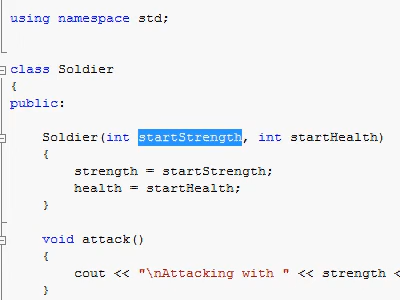 using namespace std;
class Soldier
{
public:
Soldier(int startStrength, int startHealth)
{
strength = startStrength;
health = startHealth;
}
void attack()
{
cout << "\nAttacking with " << strength <
}